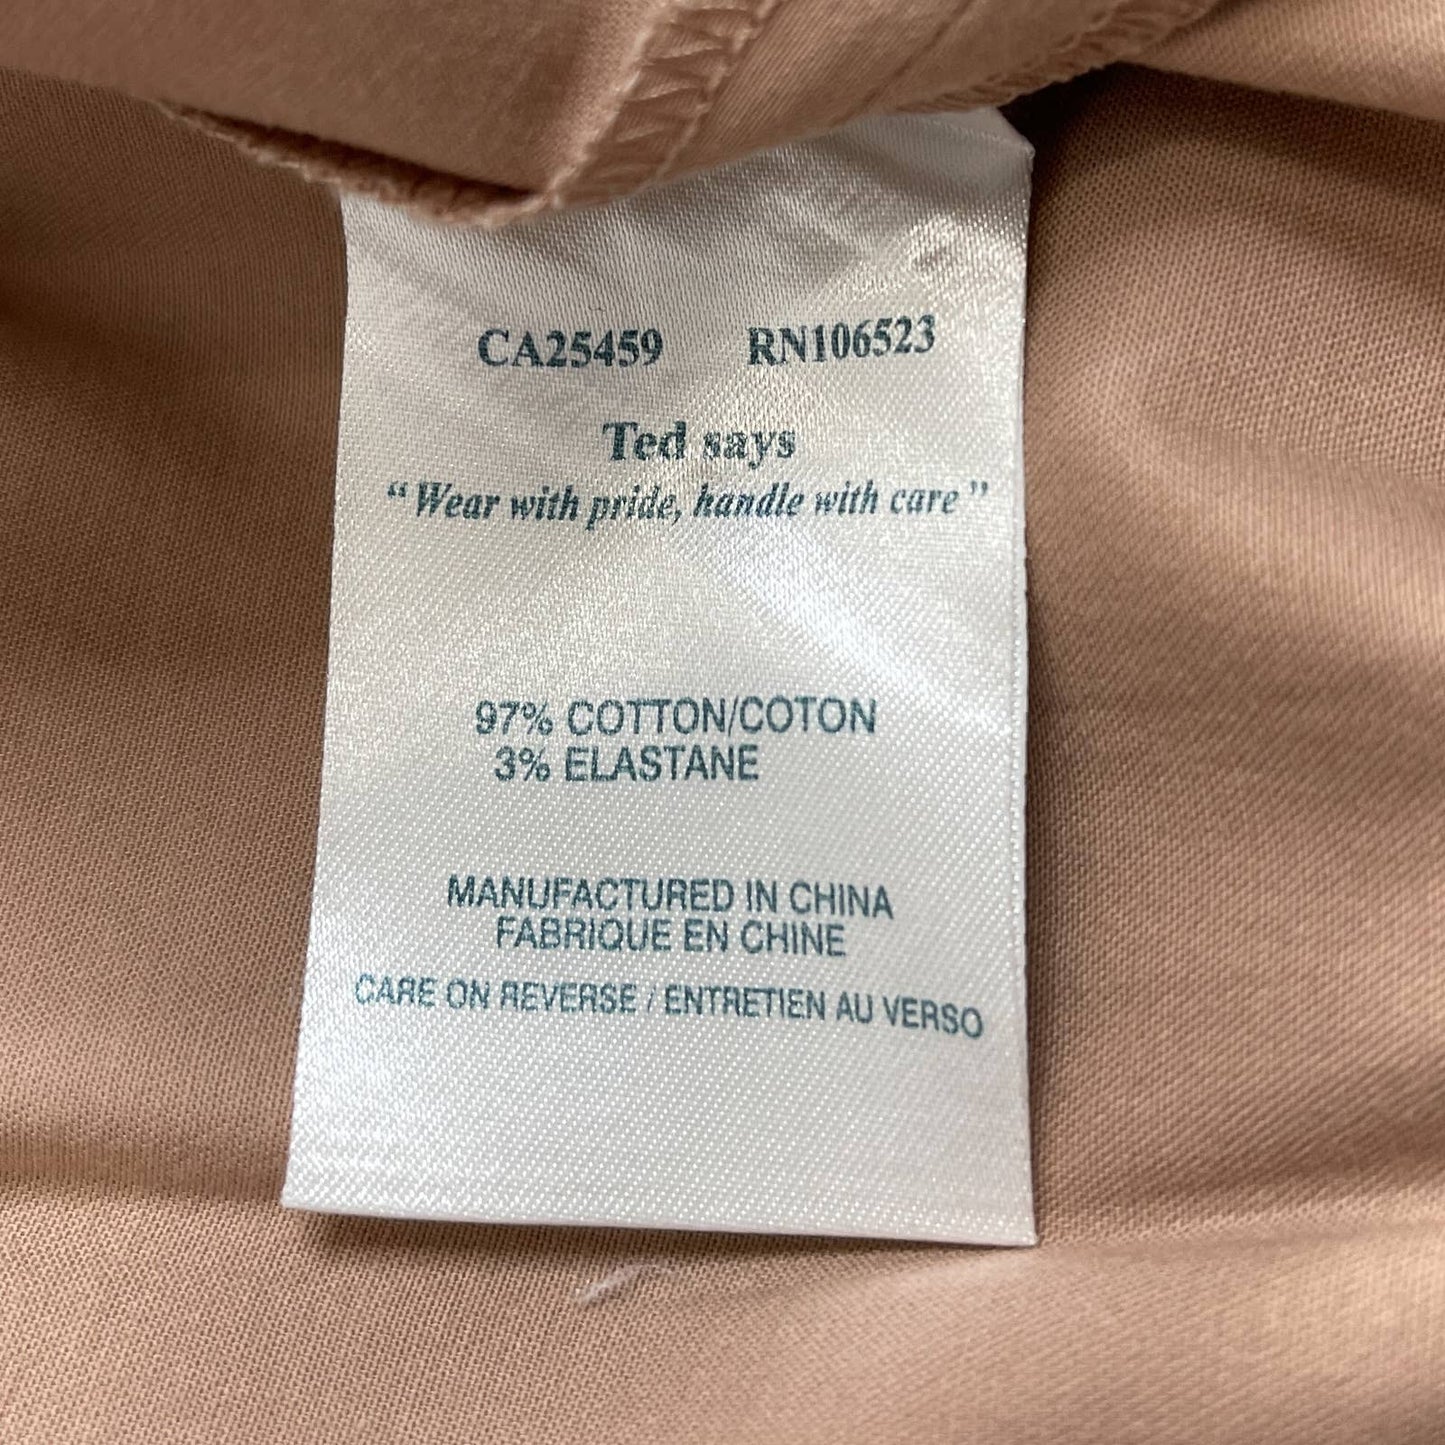 CA25459 RN106523
Ted says
“Wear with pride, handle with care”
97% COTTON/COTON
3% ELASTANE
MANUFACTURED IN CHINA
FABRIQUE EN CHINE
CARE ON REVERSE / ENTRETIEN AU VERSO